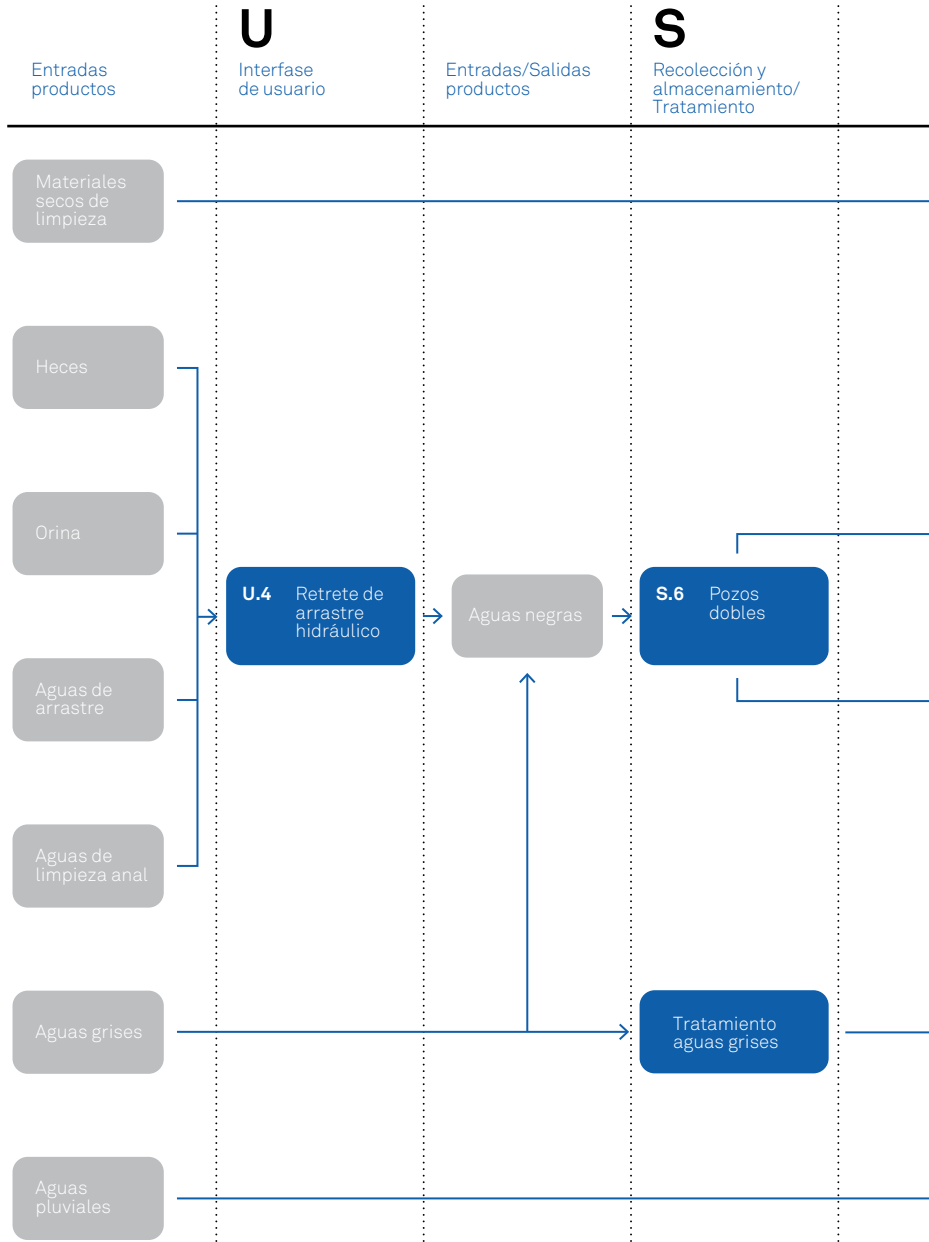 U
S
Entradas
productos
Interfase
de usuario
Entradas/Salidas
productos
Recolección y
almacenamiento/
Tratamiento
Materiales
secos de
limpieza
Heces
Orina
U.4 Retrete de
arrastre
hidráulico
Aguas negras
S.6 Pozos
dobles
Aguas de
arrastre
Aguas de
limpieza anal
Aguas grises
Tratamiento
aguas grises
Aguas
pluviales